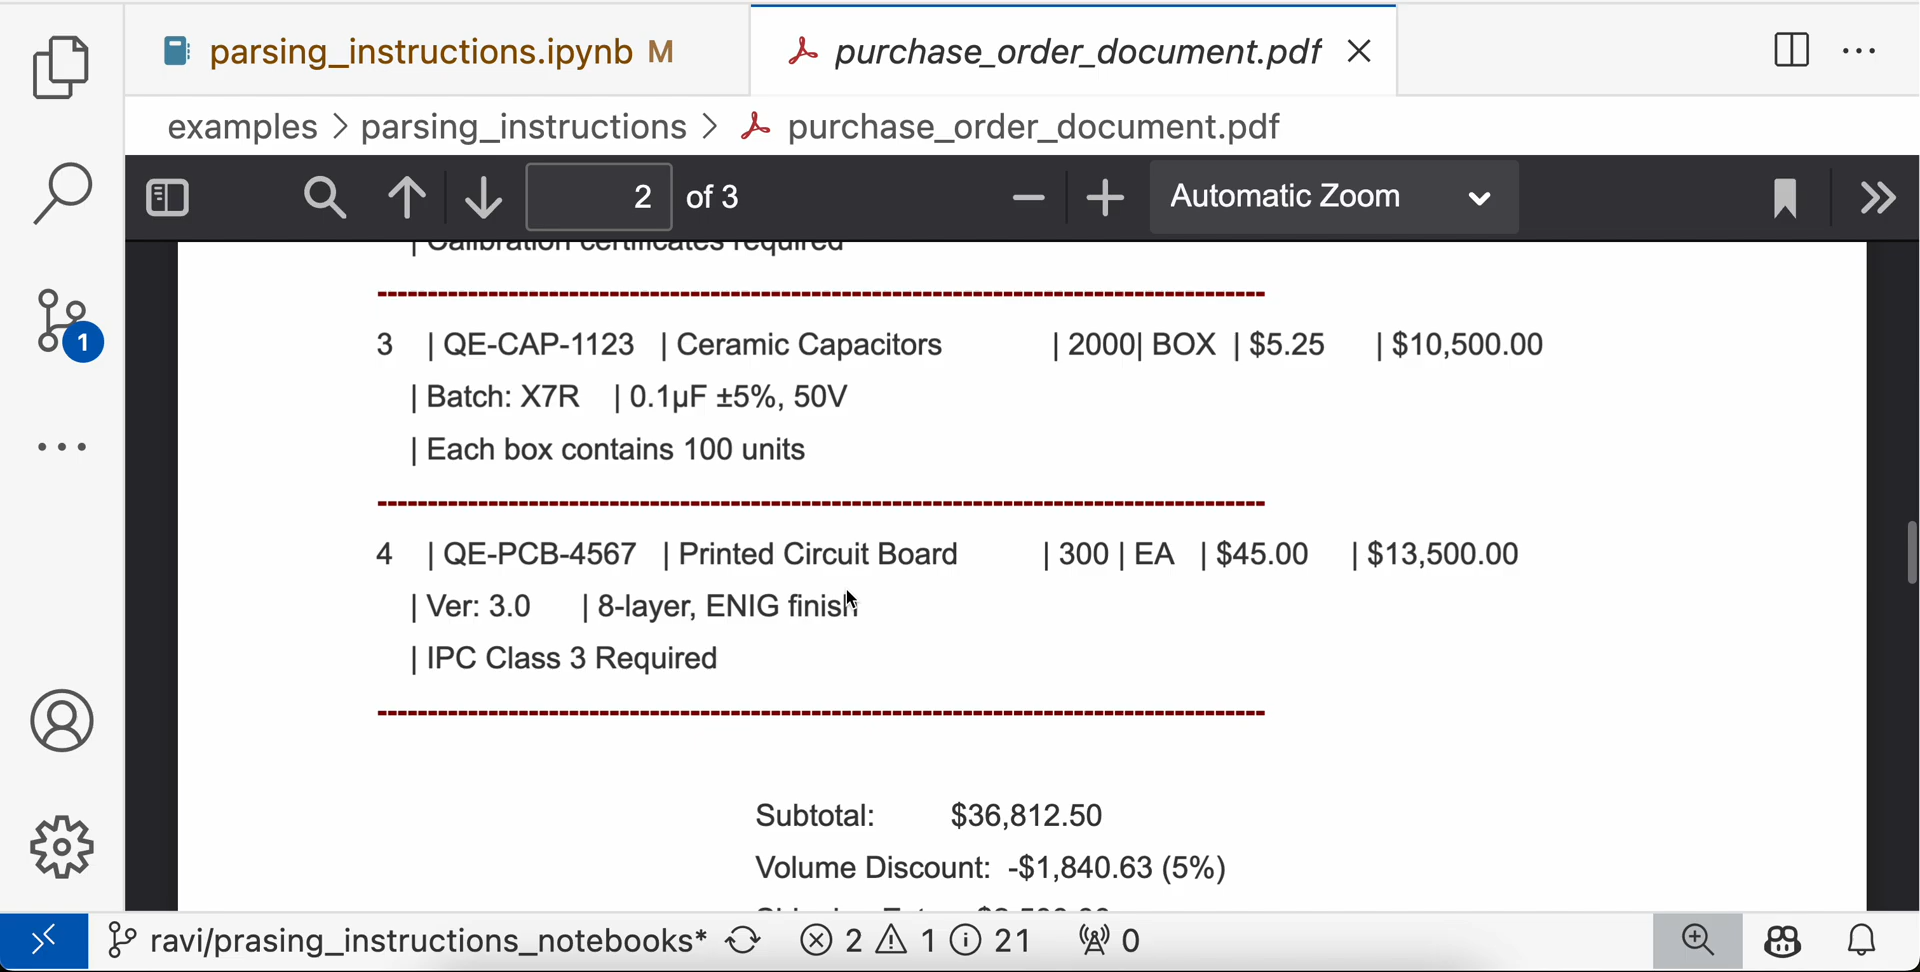 parsing_instructions.ipynb M
purchase_order_document.pdf
examples > parsing_instructions > purchase_order_document.pdf
2 of 3
Automatic Zoom
| Calibration certificates required
--------------------------------------------------------------------------------
3 | QE-CAP-1123 | Ceramic Capacitors | 2000| BOX | $5.25 | $10,500.00
| Batch: X7R | 0.1µF ±5%, 50V
| Each box contains 100 units
--------------------------------------------------------------------------------
4 | QE-PCB-4567 | Printed Circuit Board | 300 | EA | $45.00 | $13,500.00
| Ver: 3.0 | 8-layer, ENIG finish
| IPC Class 3 Required
--------------------------------------------------------------------------------
Subtotal: $36,812.50
Volume Discount: -$1,840.63 (5%)
1
ravi/prasing_instructions_notebooks* 2 1 21 0